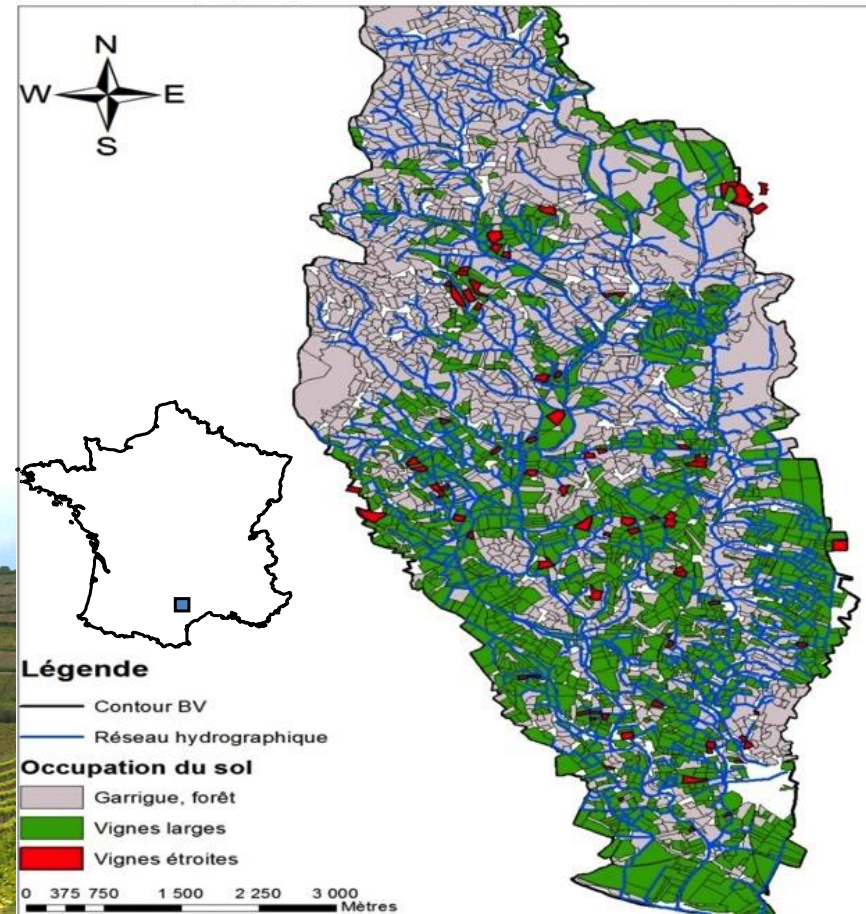 N
W E
S
Légende
Contour BV
Réseau hydrographique
Occupation du sol
Garrigue, forêt
Vignes larges
Vignes étroites
0 375 750 1 500 2 250 3 000
Mètres